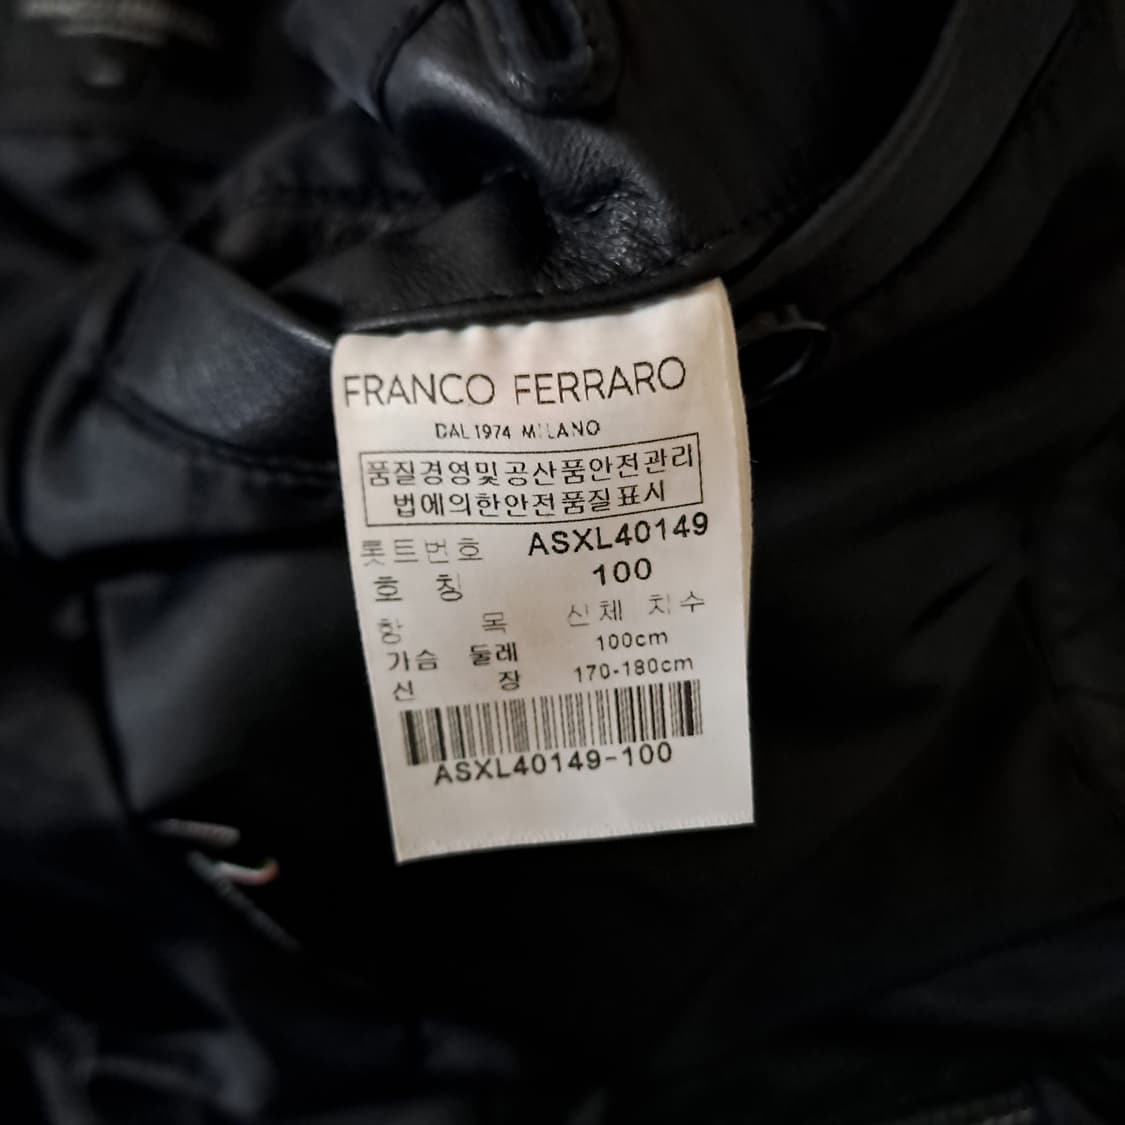 FRANCO FERRARO
DAL 1974 MILANO
품질경영및공산품안전관리
법에의한안전품질표시
롯트번호 ASXL40149
호 칭 100
항 목 신체 치수
가슴 둘레 100cm
신 장 170-180cm
ASXL40149-100